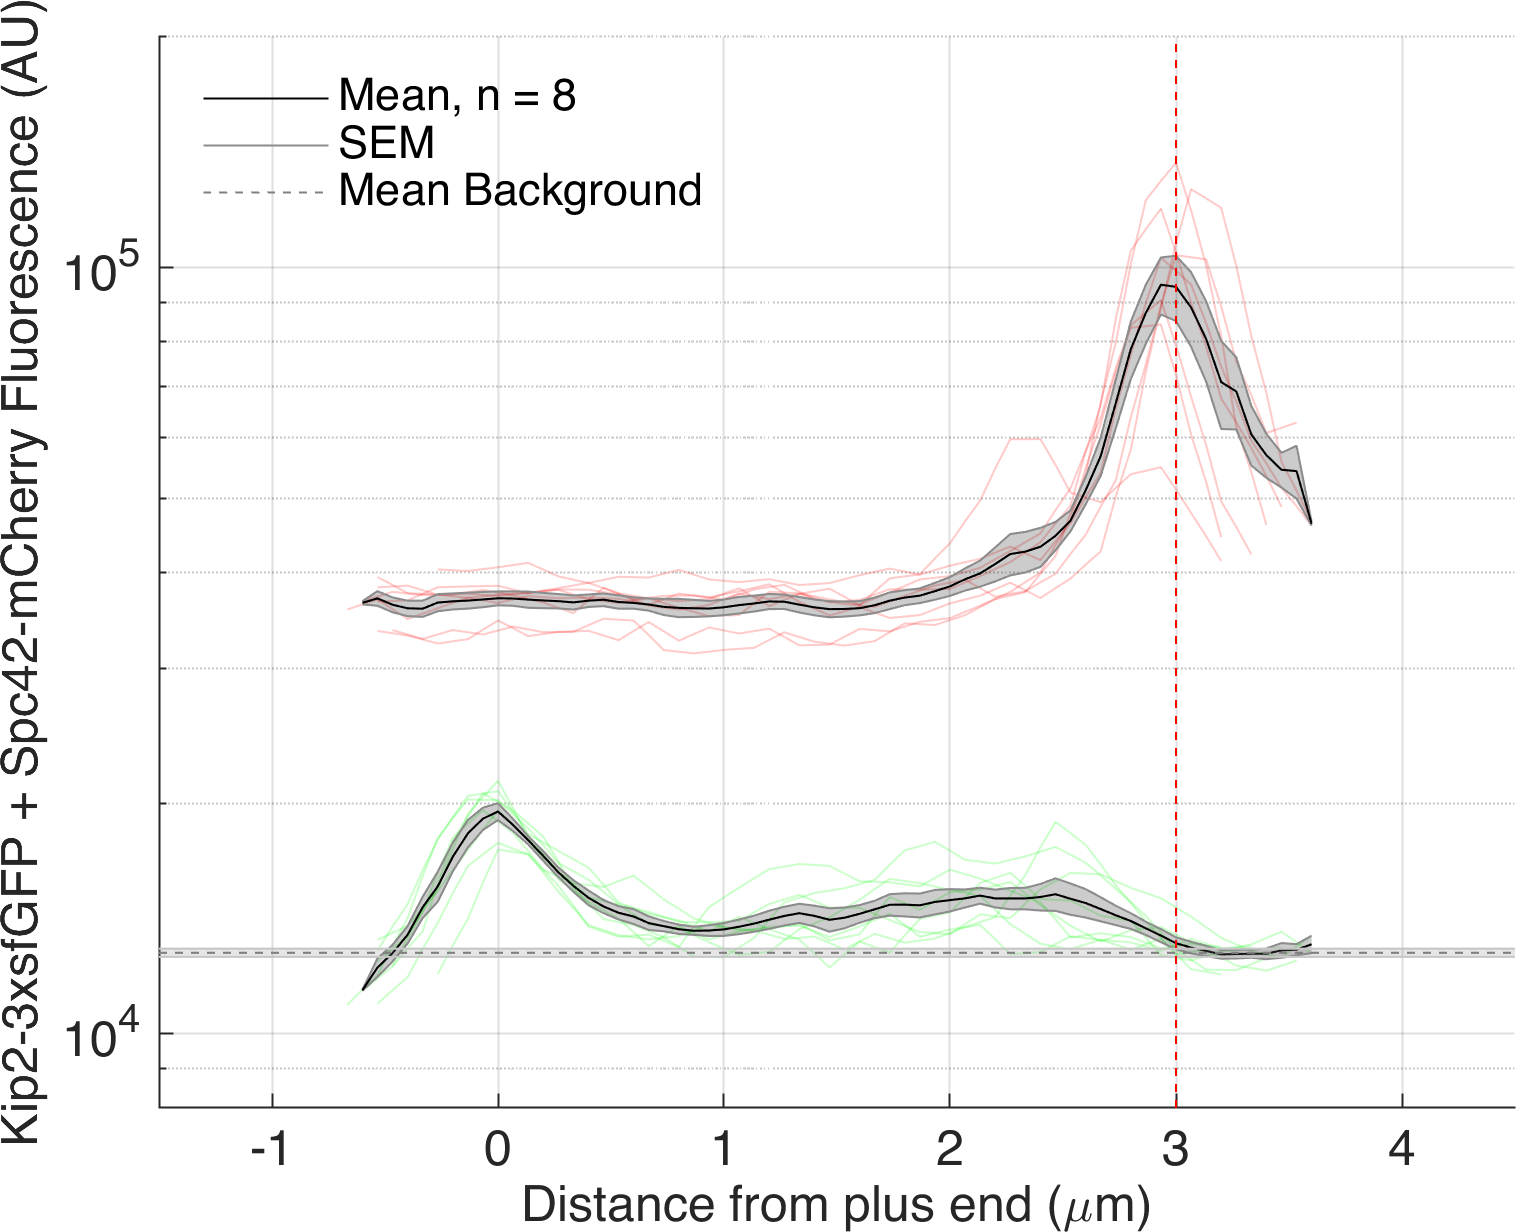 Kip2-3xsfGFP + Spc42-mCherry Fluorescence (AU)
Mean, n = 8
SEM
Mean Background
10^5
10^4
-1 0 1 2 3 4
Distance from plus end (μm)